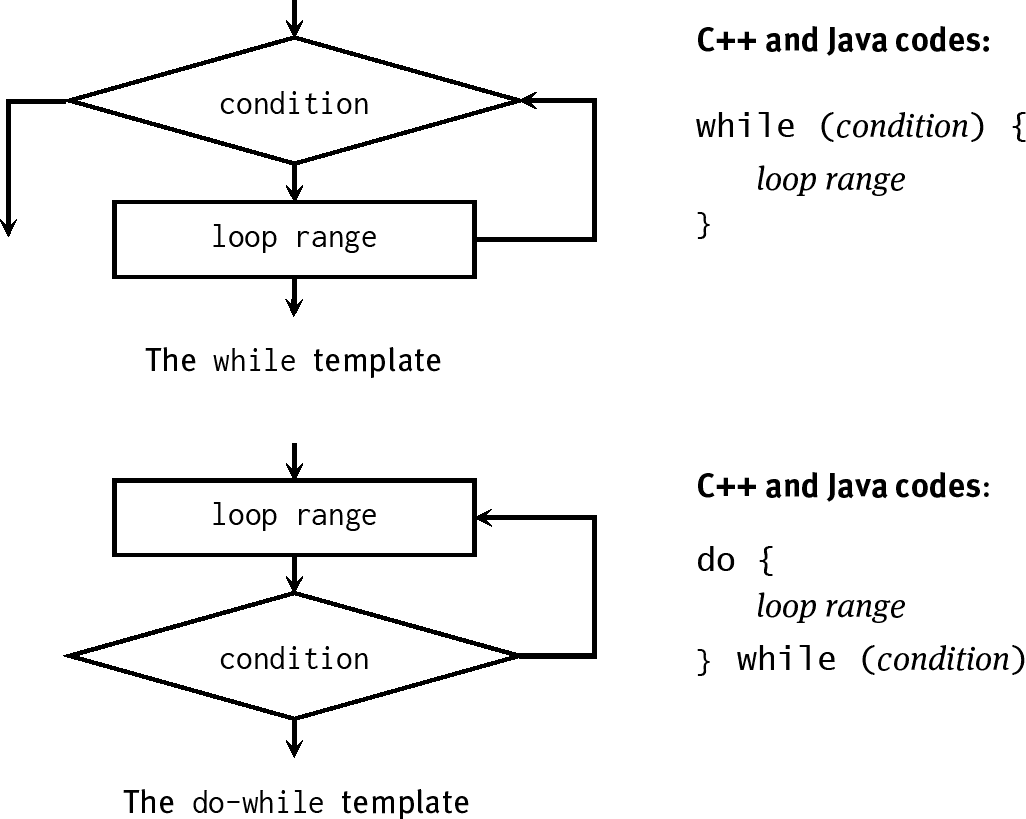 condition
loop range
The while template
C++ and Java codes:
while (condition) {
loop range
}
loop range
condition
The do-while template
C++ and Java codes:
do {
loop range
} while (condition)